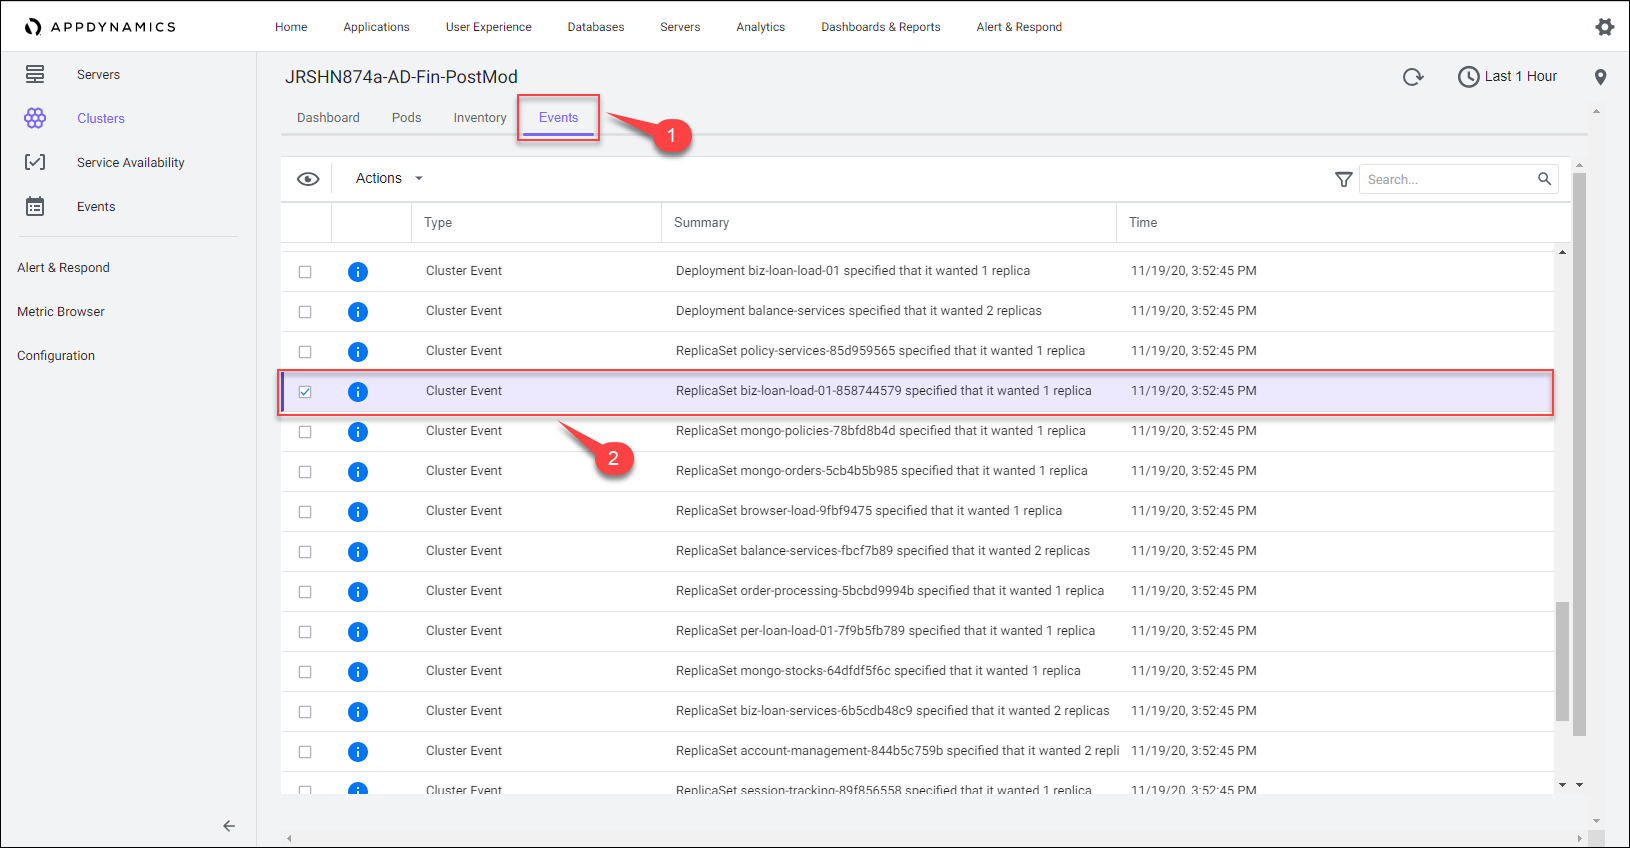 APPDYNAMICS Home Applications User Experience Databases Servers Analytics Dashboards & Reports Alert & Respond
Servers
Clusters
Service Availability
Events
Alert & Respond
Metric Browser
Configuration
JRSHN874a-AD-Fin-PostMod Last 1 Hour
Dashboard Pods Inventory Events 1
Actions Search...
Type Summary Time
Cluster Event Deployment biz-loan-load-01 specified that it wanted 1 replica 11/19/20, 3:52:45 PM
Cluster Event Deployment balance-services specified that it wanted 2 replicas 11/19/20, 3:52:45 PM
Cluster Event ReplicaSet policy-services-85d959565 specified that it wanted 1 replica 11/19/20, 3:52:45 PM
Cluster Event ReplicaSet biz-loan-load-01-858744579 specified that it wanted 1 replica 11/19/20, 3:52:45 PM
Cluster Event ReplicaSet mongo-policies-78bfd8b4d specified that it wanted 1 replica 11/19/20, 3:52:45 PM
2
Cluster Event ReplicaSet mongo-orders-5cb4b5b985 specified that it wanted 1 replica 11/19/20, 3:52:45 PM
Cluster Event ReplicaSet browser-load-9fbf9475 specified that it wanted 1 replica 11/19/20, 3:52:45 PM
Cluster Event ReplicaSet balance-services-fbcf7b89 specified that it wanted 2 replicas 11/19/20, 3:52:45 PM
Cluster Event ReplicaSet order-processing-5bcbd9994b specified that it wanted 1 replica 11/19/20, 3:52:45 PM
Cluster Event ReplicaSet per-loan-load-01-7f9b5fb789 specified that it wanted 1 replica 11/19/20, 3:52:45 PM
Cluster Event ReplicaSet mongo-stocks-64dfdf5f6c specified that it wanted 1 replica 11/19/20, 3:52:45 PM
Cluster Event ReplicaSet biz-loan-services-6b5cdb48c9 specified that it wanted 2 replicas 11/19/20, 3:52:45 PM
Cluster Event ReplicaSet account-management-844b5c759b specified that it wanted 2 repli 11/19/20, 3:52:45 PM
Cluster Event ReplicaSet session-tracking-89f856558 specified that it wanted 1 replica 11/19/20, 3:52:45 PM